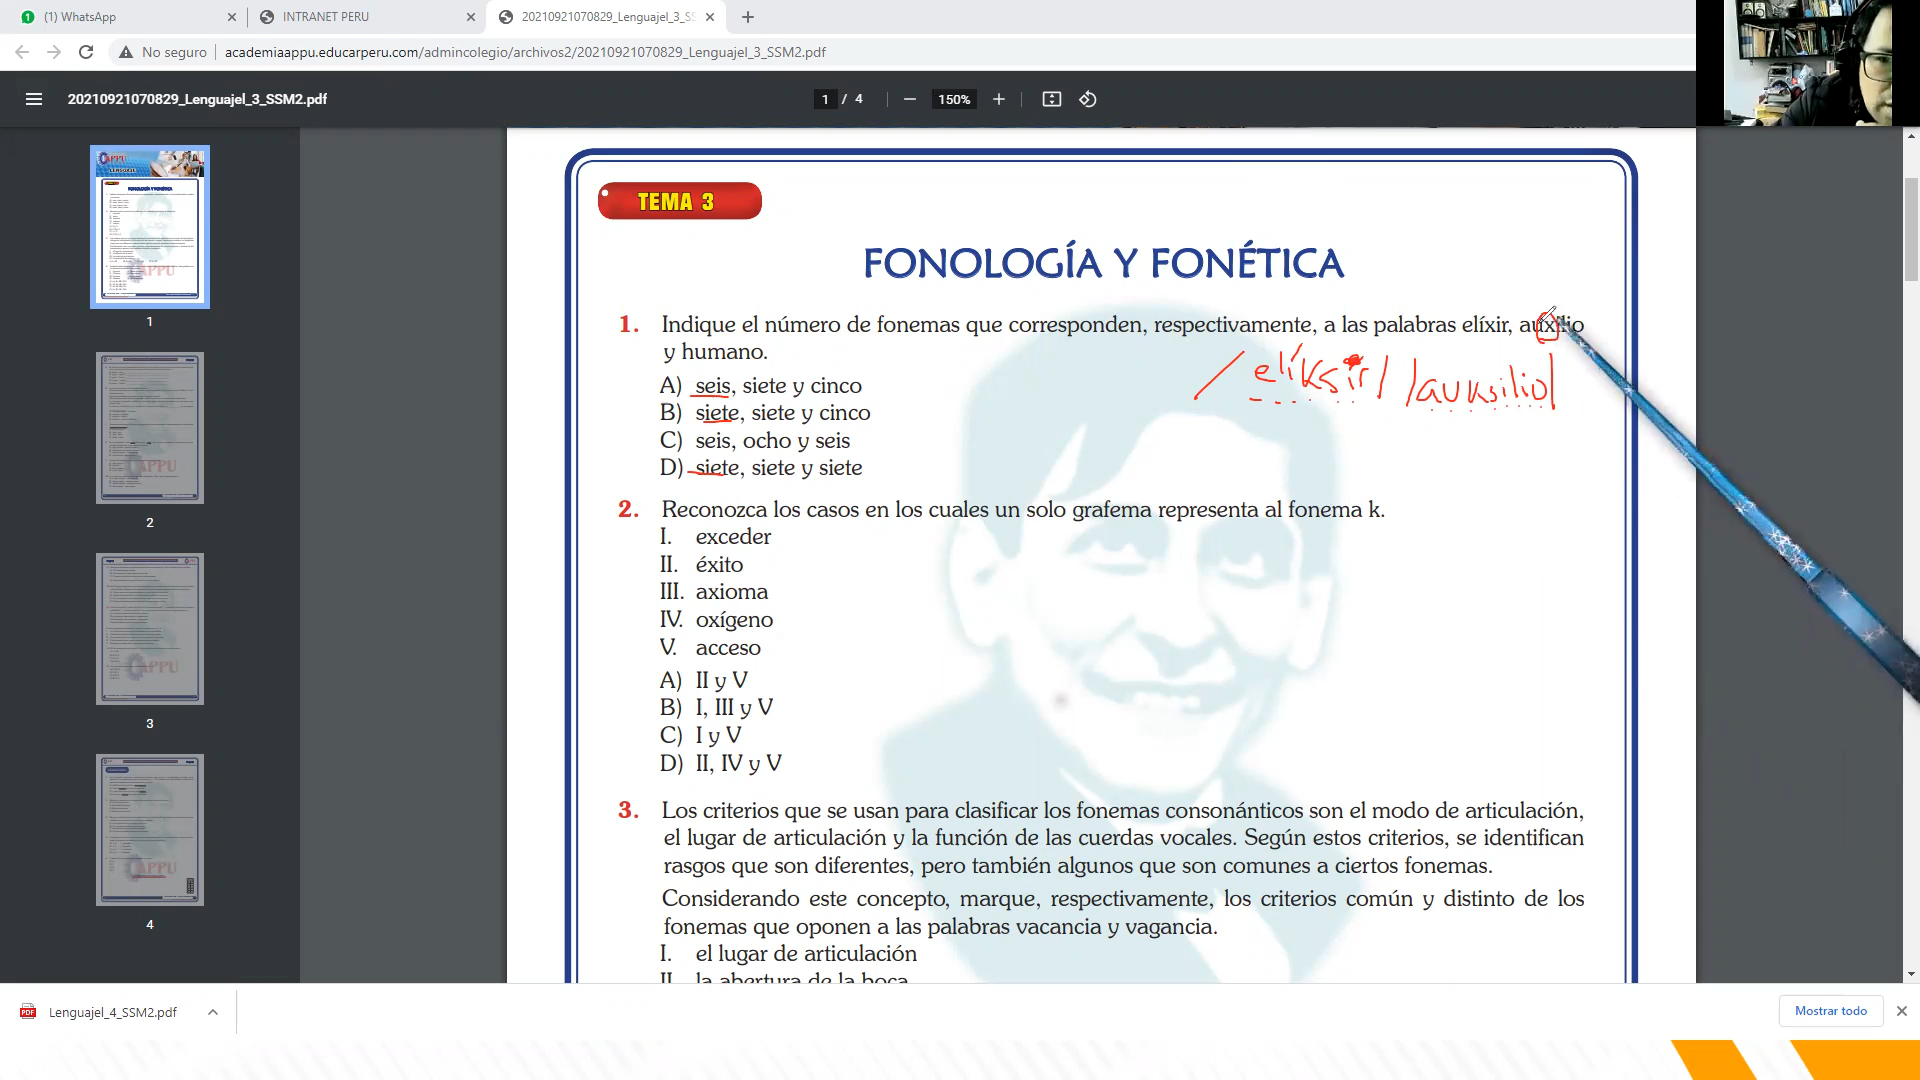 (1) WhatsApp
INTRANET PERU
20210921070829_Lenguajel_3_SS
No seguro
academiaappu.educarperu.com/admincolegio/archivos2/20210921070829_Lenguajel_3_SSM2.pdf
20210921070829_Lenguajel_3_SSM2.pdf
1 / 4
150%
TEMA 3
FONOLOGÍA Y FONÉTICA
1. Indique el número de fonemas que corresponden, respectivamente, a las palabras elíxir, auxilio
y humano.
/elíksir/ /auksilio/
A) seis, siete y cinco
B) siete, siete y cinco
C) seis, ocho y seis
D) siete, siete y siete
2. Reconozca los casos en los cuales un solo grafema representa al fonema k.
I. exceder
II. éxito
III. axioma
IV. oxígeno
V. acceso
A) II y V
B) I, III y V
C) I y V
D) II, IV y V
3. Los criterios que se usan para clasificar los fonemas consonánticos son el modo de articulación,
el lugar de articulación y la función de las cuerdas vocales. Según estos criterios, se identifican
rasgos que son diferentes, pero también algunos que son comunes a ciertos fonemas.
Considerando este concepto, marque, respectivamente, los criterios común y distinto de los
fonemas que oponen a las palabras vacancia y vagancia.
I. el lugar de articulación
II. la abertura de la boca
1
2
3
4
Lenguajel_4_SSM2.pdf
Mostrar todo